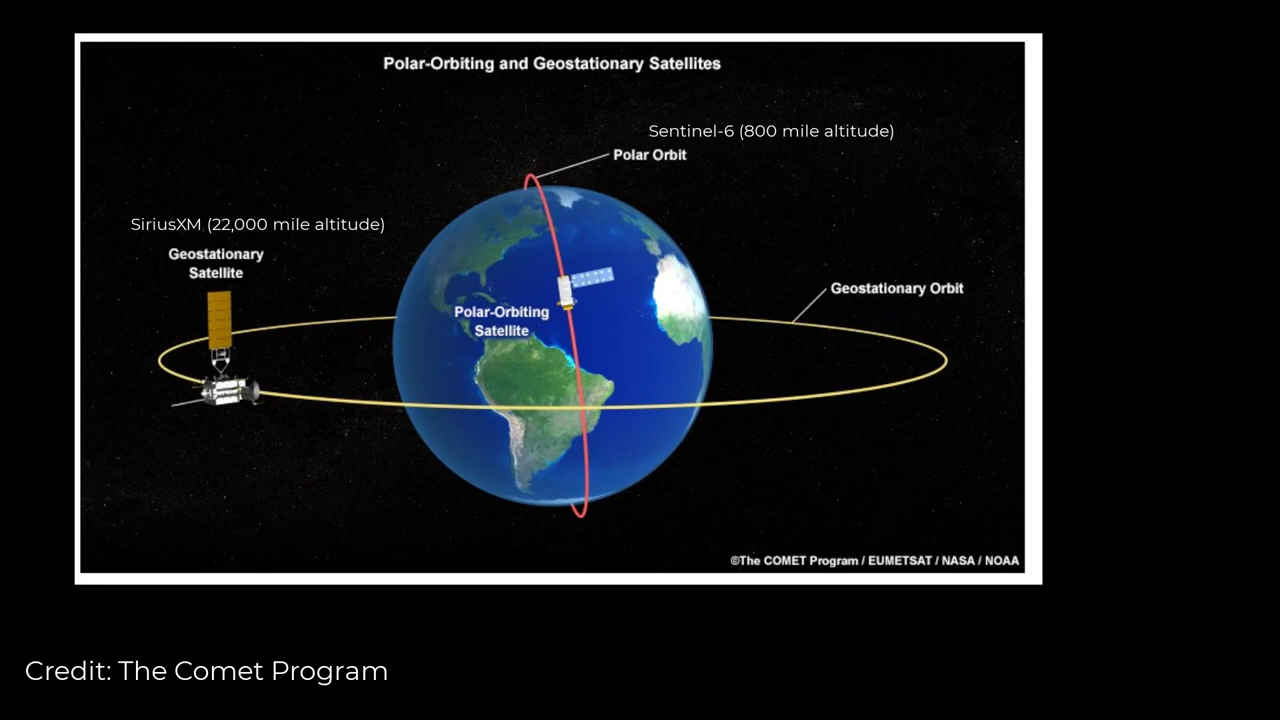 Polar-Orbiting and Geostationary Satellites
Sentinel-6 (800 mile altitude)
Polar Orbit
SiriusXM (22,000 mile altitude)
Geostationary
Satellite
Geostationary Orbit
Polar-Orbiting
Satellite
©The COMET Program / EUMETSAT / NASA / NOAA
Credit: The Comet Program